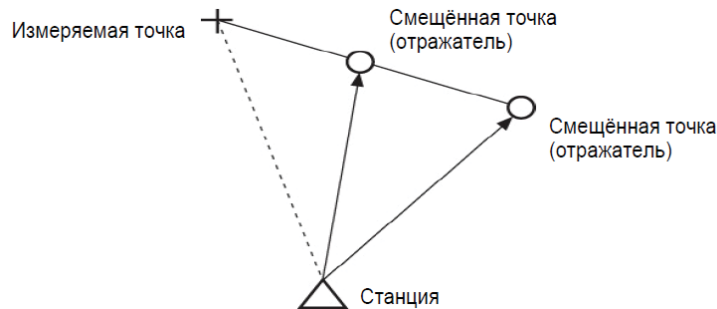 Измеряемая точка
Смещённая точка
(отражатель)
Смещённая точка
(отражатель)
Станция